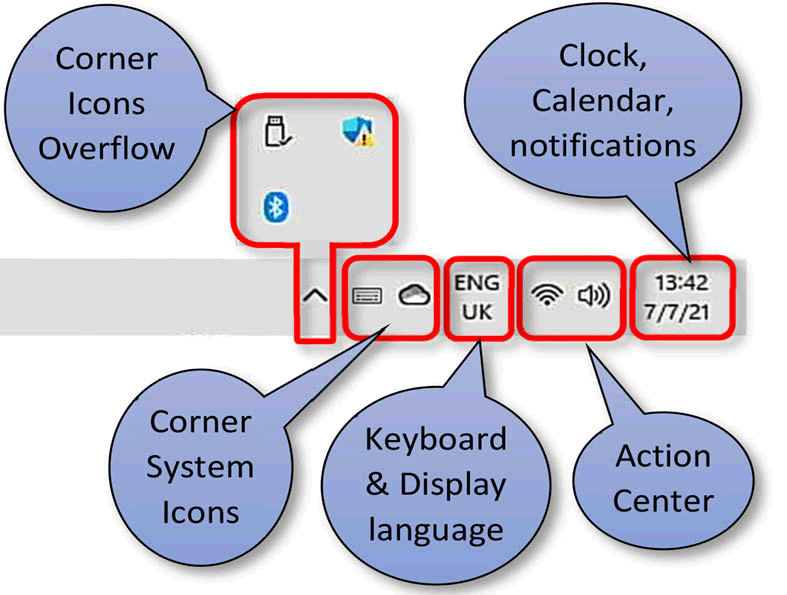 Corner
Icons
Overflow
Clock,
Calendar,
notifications
ENG
UK
13:42
7/7/21
Corner
System
Icons
Keyboard
& Display
language
Action
Center